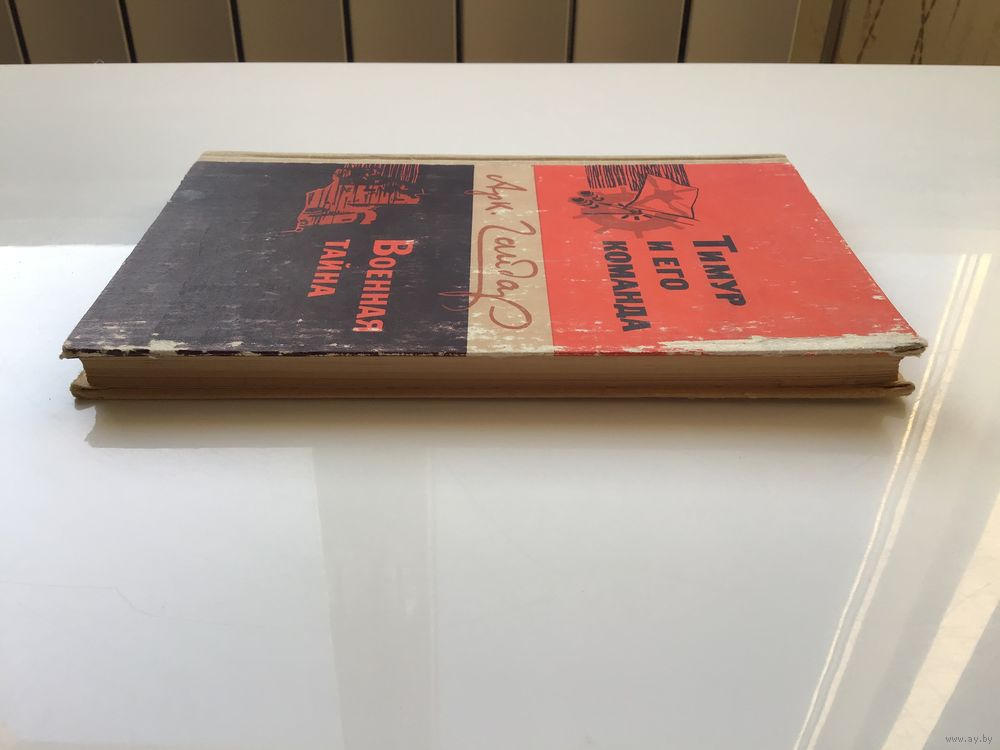 Тимур
и его
команда
Арк Гайдар
Военная
тайна
www.ay.by